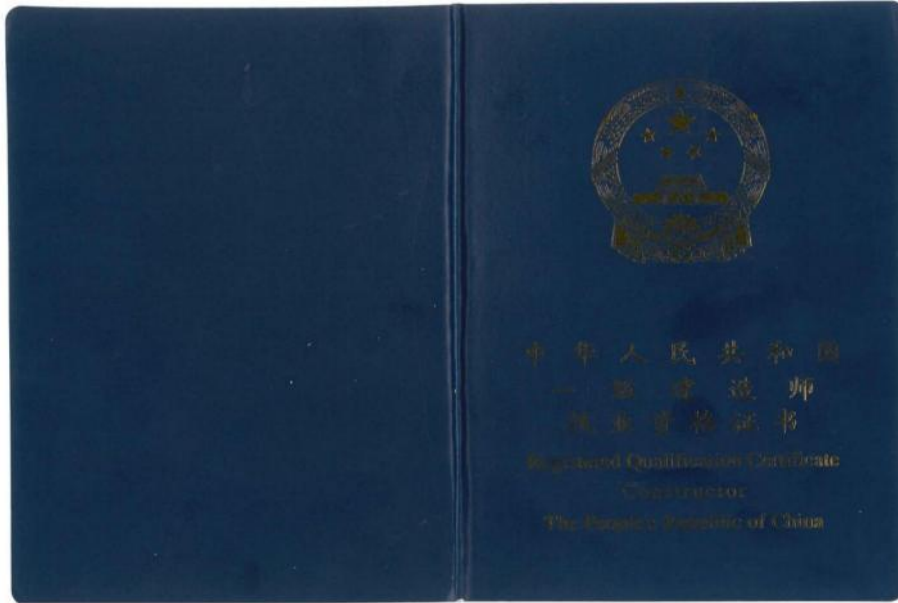 中华人民共和国
一级建造师
执业资格证书
Registered Qualification Certificate
Constructor
The People's Republic of China